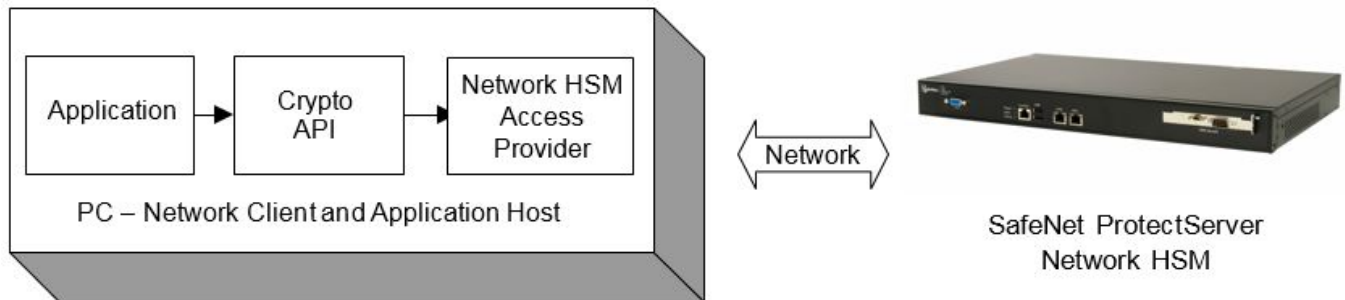 Application
Crypto
API
Network HSM
Access
Provider
PC – Network Client and Application Host
Network
SafeNet ProtectServer
Network HSM